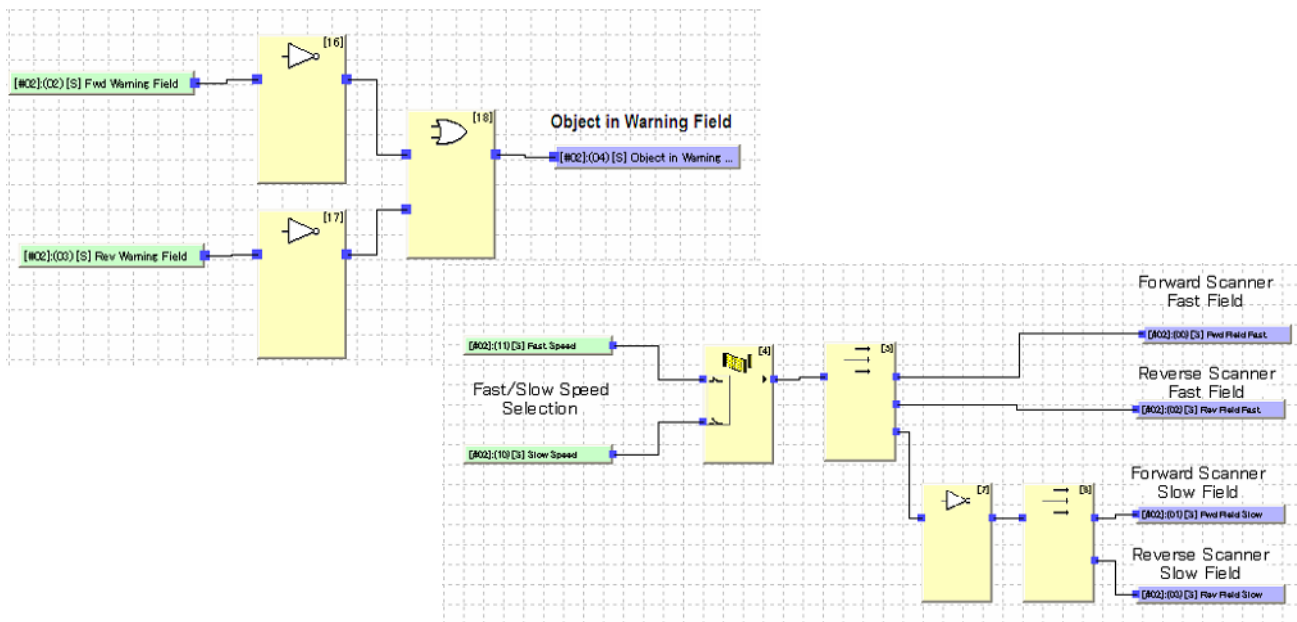 [16]
[#02]:(02) [S] Fwd Warning Field
[18]
Object in Warning Field
[#02]:(04) [S] Object in Warning ...
[17]
[#02]:(03) [S] Rev Warning Field
Forward Scanner
Fast Field
[#02]:(11) [S] Fast Speed
[4]
[5]
[#02]:(00) [S] Fwd Field Fast
Fast/Slow Speed
Selection
Reverse Scanner
Fast Field
[#02]:(02) [S] Rev Field Fast
[#02]:(10) [S] Slow Speed
Forward Scanner
Slow Field
[7]
[#02]:(01) [S] Fwd Field Slow
Reverse Scanner
Slow Field
[#02]:(03) [S] Rev Field Slow